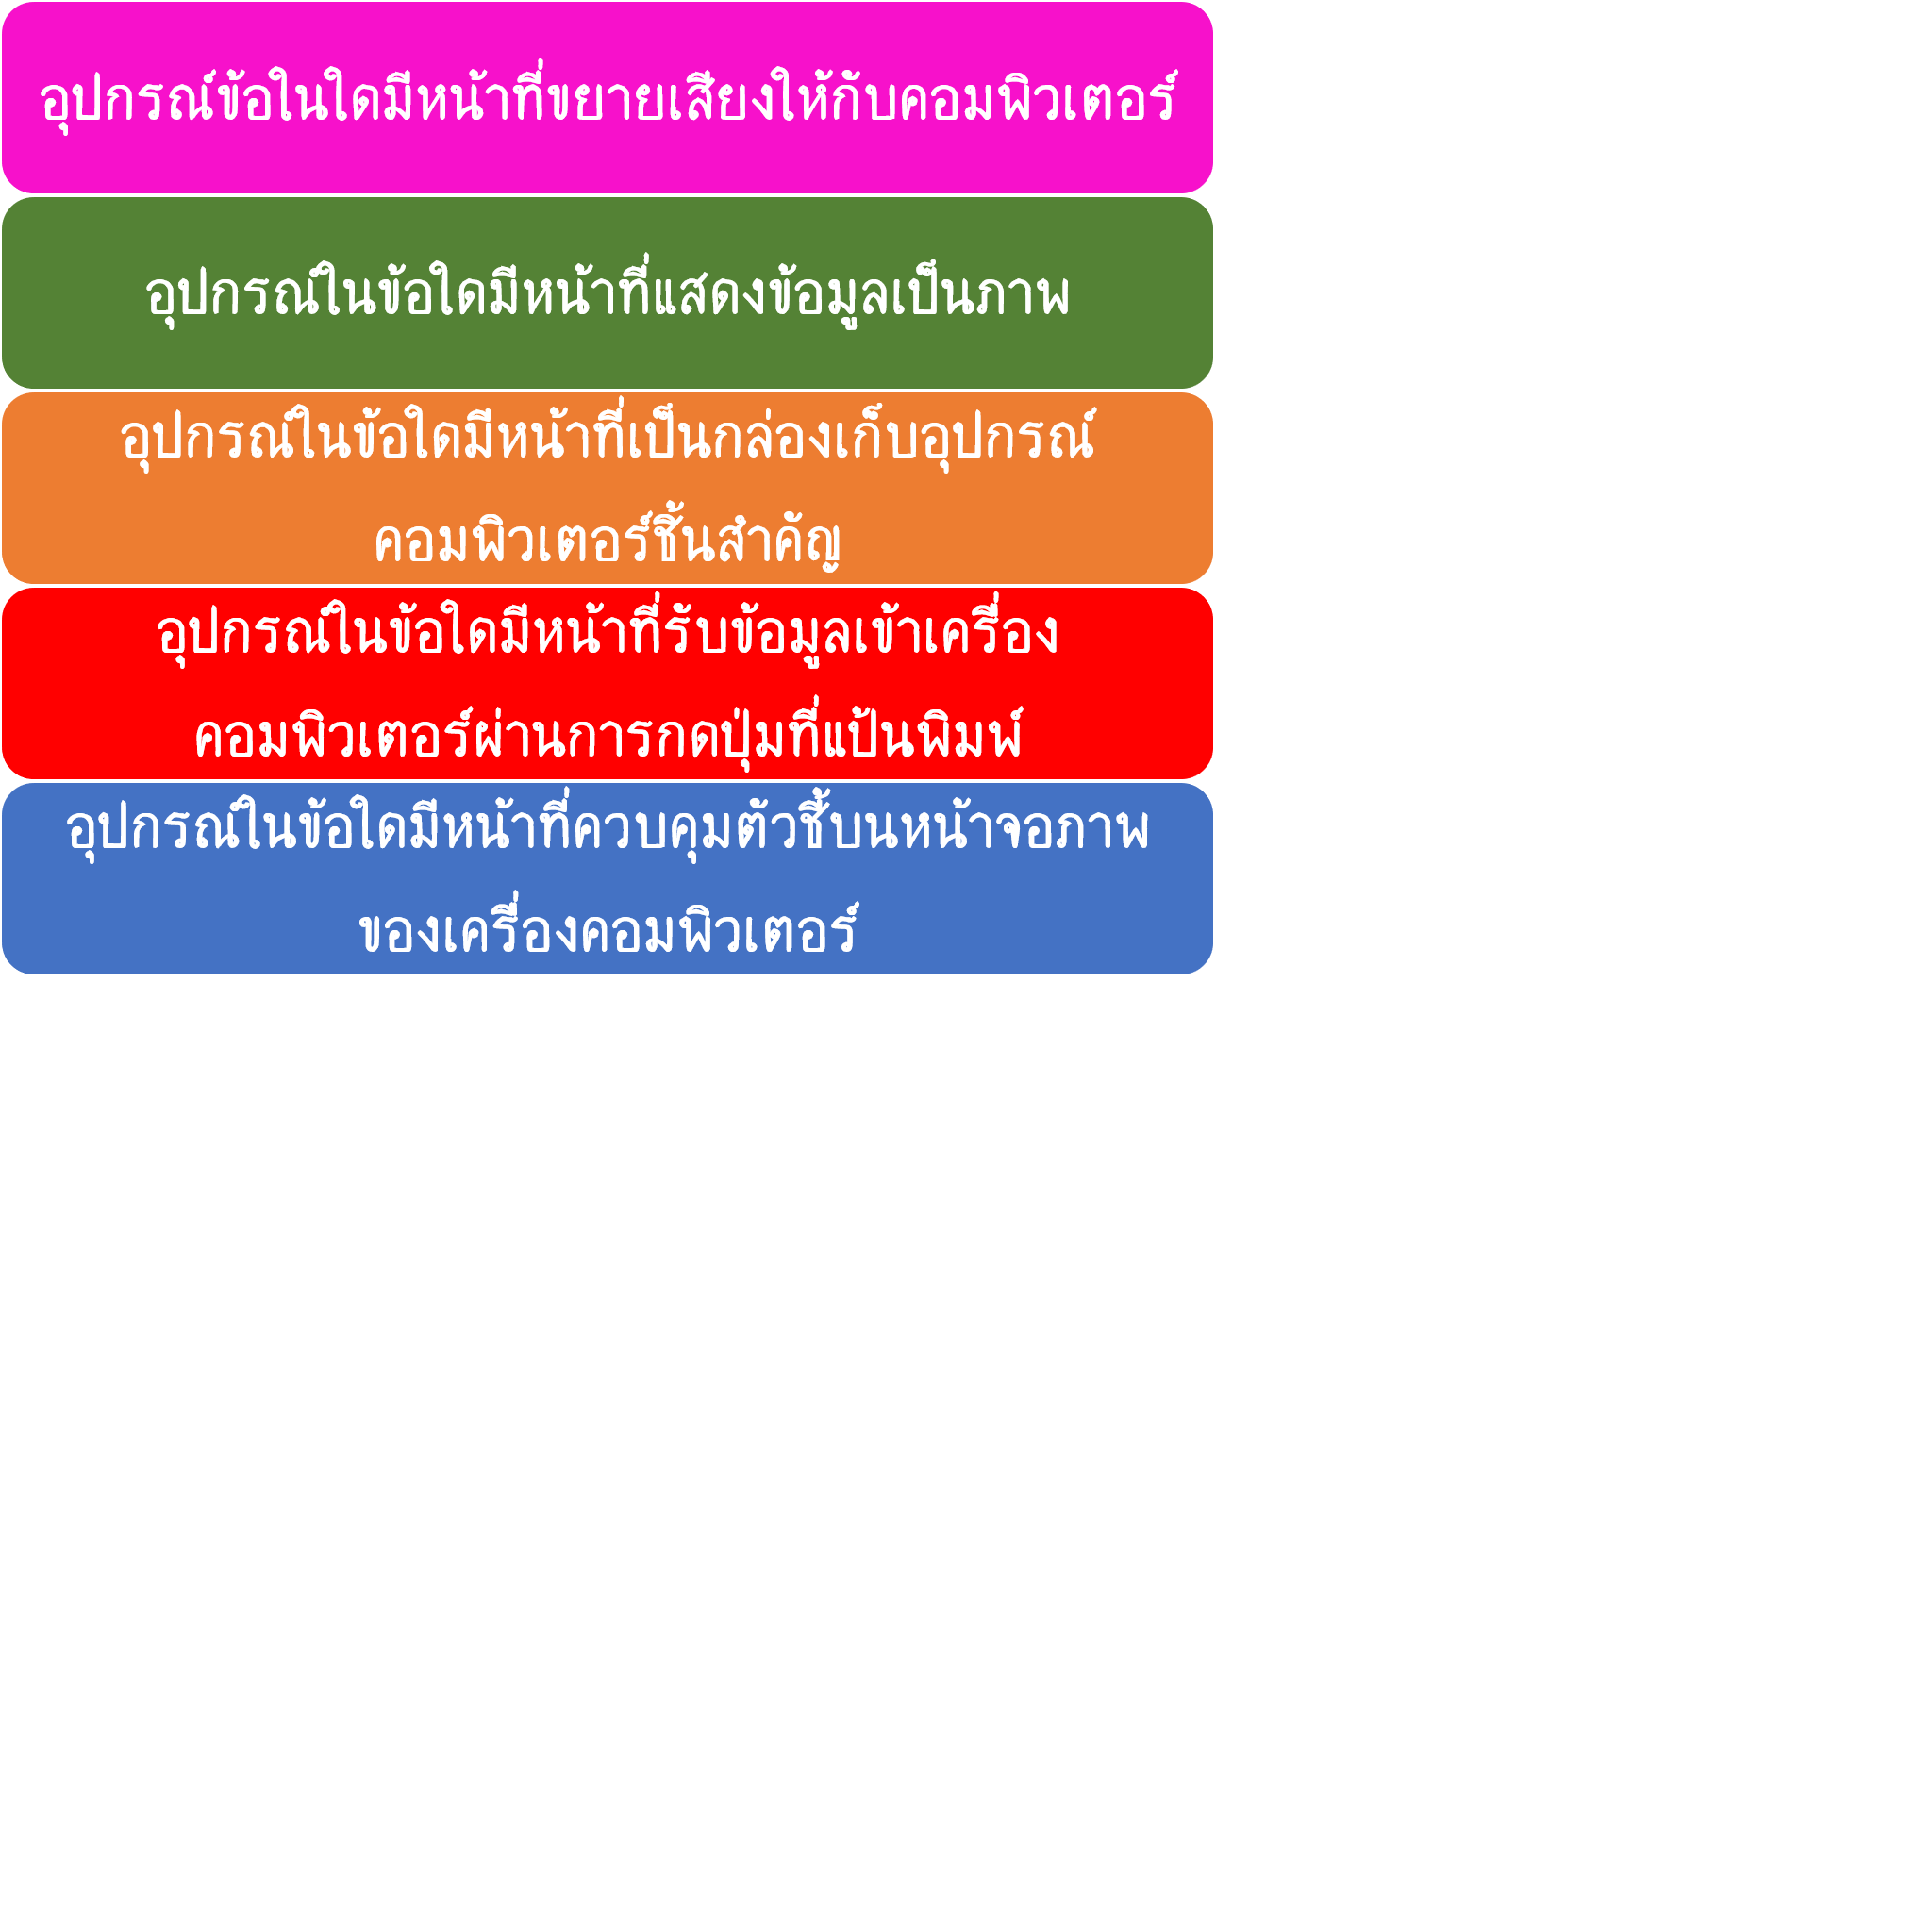 อุปกรณ์ข้อในใดมีหน้าที่ขยายเสียงให้กับคอมพิวเตอร์
อุปกรณ์ในข้อใดมีหน้าที่แสดงข้อมูลเป็นภาพ
อุปกรณ์ในข้อใดมีหน้าที่เป็นกล่องเก็บอุปกรณ์
คอมพิวเตอร์ชิ้นสำคัญ
อุปกรณ์ในข้อใดมีหน้าที่รับข้อมูลเข้าเครื่อง
คอมพิวเตอร์ผ่านการกดปุ่มที่แป้นพิมพ์
อุปกรณ์ในข้อใดมีหน้าที่ควบคุมตัวชี้บนหน้าจอภาพ
ของเครื่องคอมพิวเตอร์